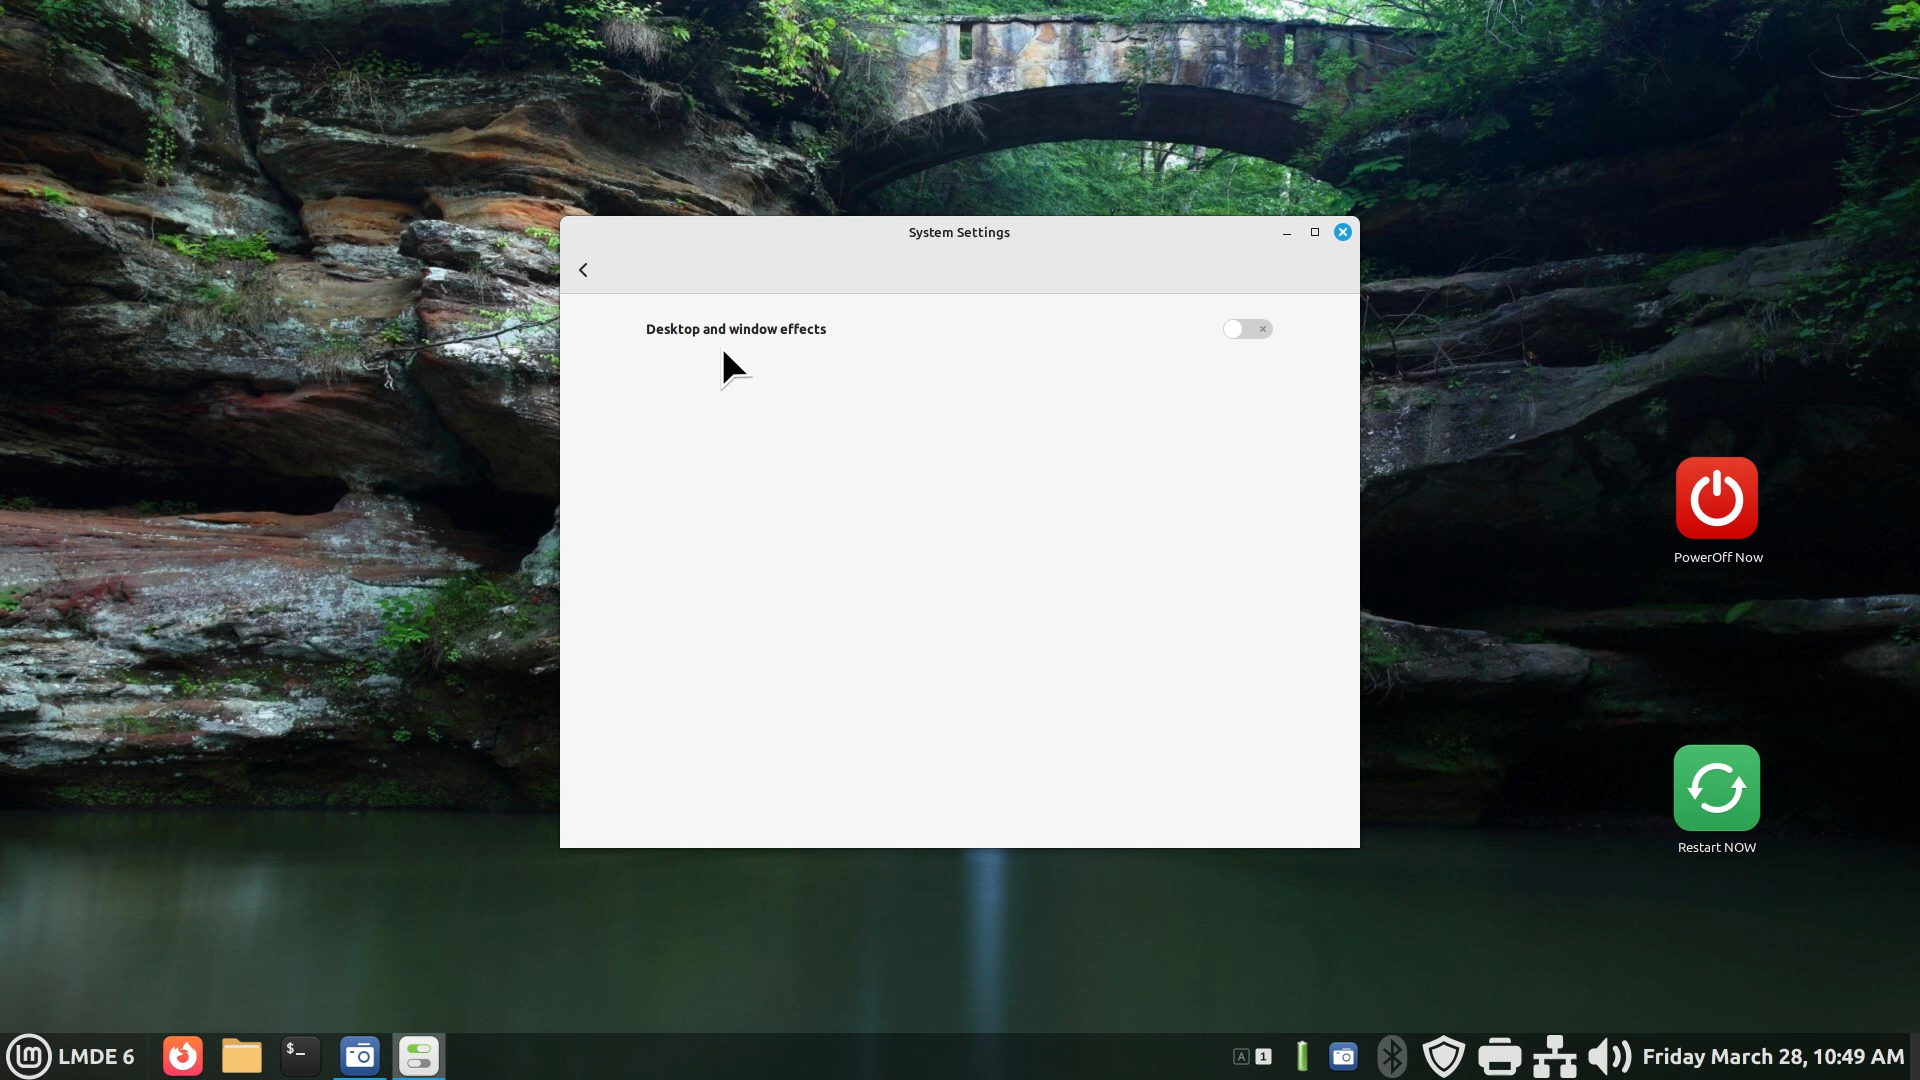 System Settings
Desktop and window effects
PowerOff Now
Restart NOW
LMDE 6
$_
A 1
Friday March 28, 10:49 AM